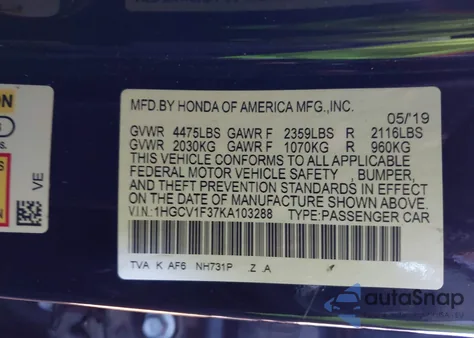 MFD.BY HONDA OF AMERICA MFG.,INC.
05/'19
GVWR 4475LBS GAWR F 2359LBS R 2116LBS
GVWR 2030KG GAWR F 1070KG R 960KG
THIS VEHICLE CONFORMS TO ALL APPLICABLE
FEDERAL MOTOR VEHICLE SAFETY , BUMPER,
AND THEFT PREVENTION STANDARDS IN EFFECT
ON THE DATE OF MANUFACTURE SHOWN ABOVE.
V.I.N:1HGCV1F37KA103288 TYPE:PASSENGER CAR
TVA K AF6 NH731P .Z .A
ON
VE
autoSnap